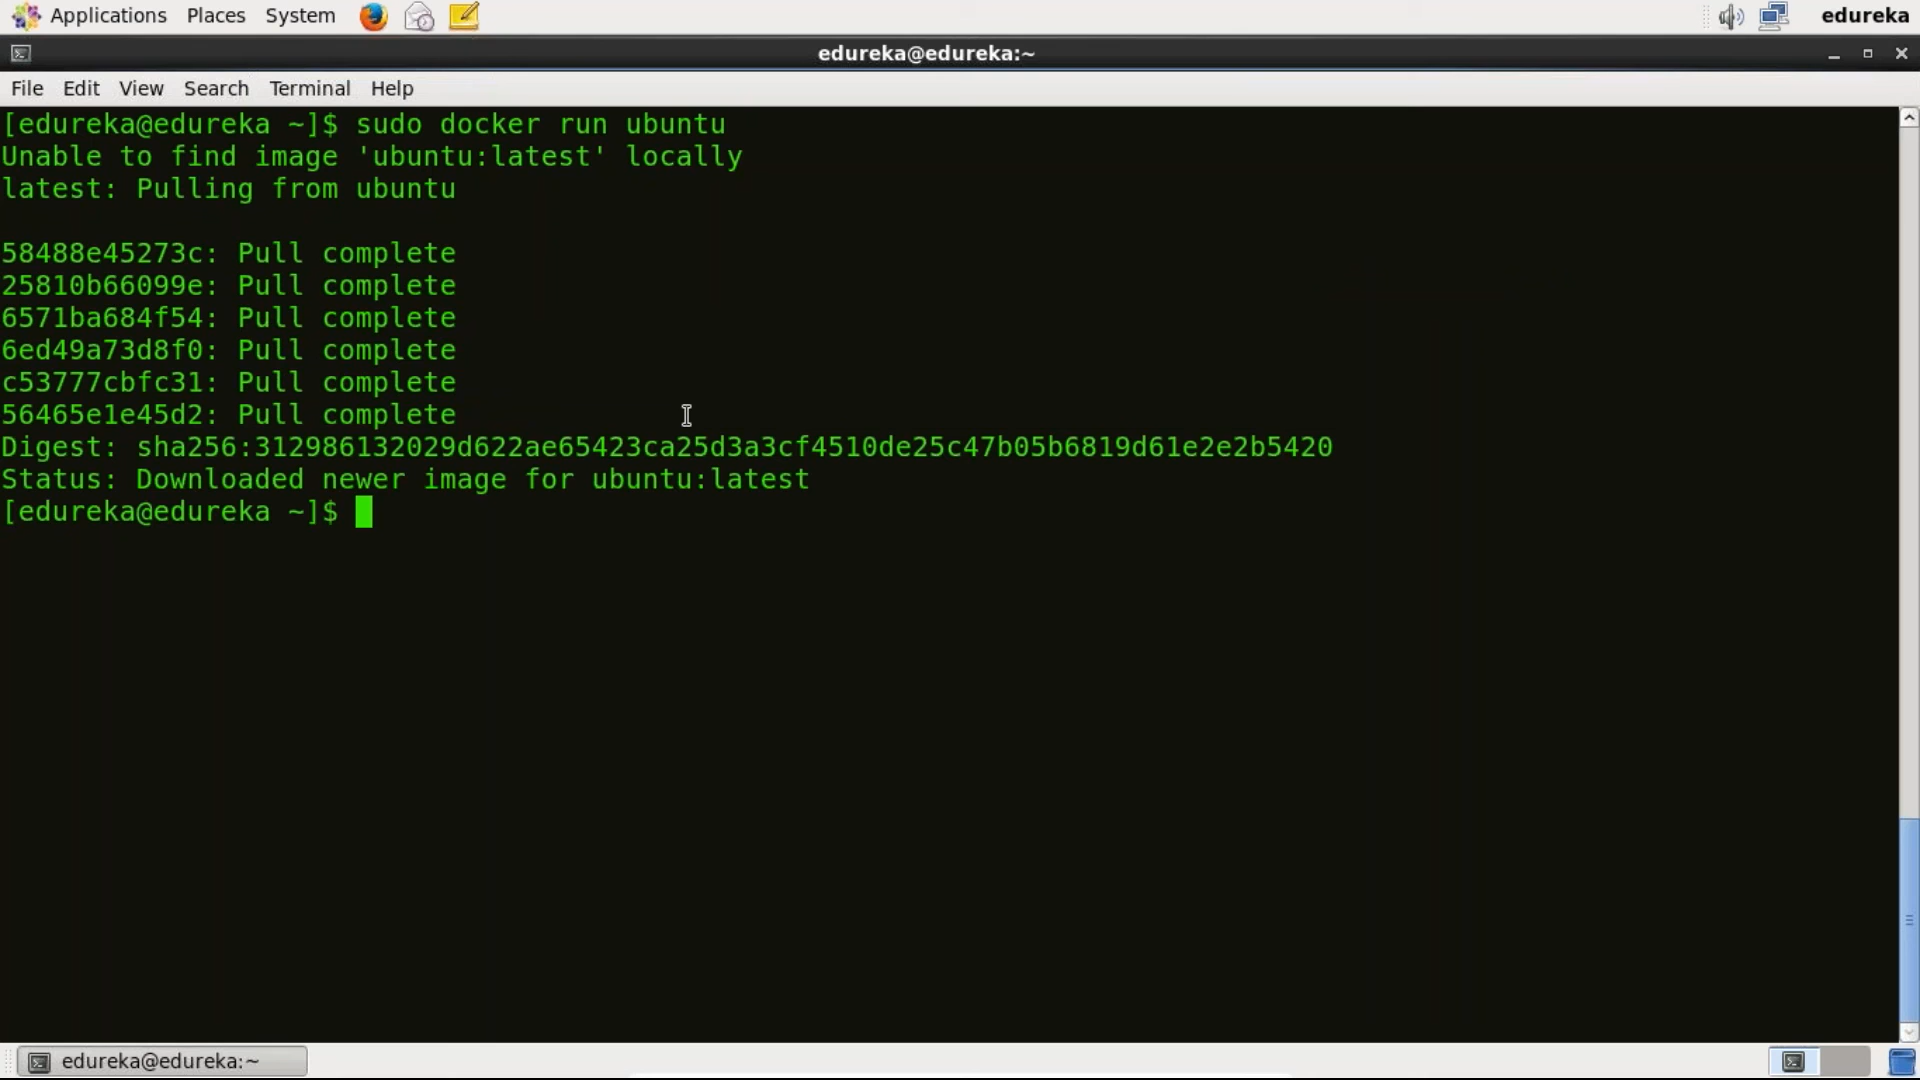 Applications Places System edureka
edureka@edureka:~
File Edit View Search Terminal Help
[edureka@edureka ~]$ sudo docker run ubuntu
Unable to find image 'ubuntu:latest' locally
latest: Pulling from ubuntu
58488e45273c: Pull complete
25810b66099e: Pull complete
6571ba684f54: Pull complete
6ed49a73d8f0: Pull complete
c53777cbfc31: Pull complete
56465e1e45d2: Pull complete
Digest: sha256:312986132029d622ae65423ca25d3a3cf4510de25c47b05b6819d61e2e2b5420
Status: Downloaded newer image for ubuntu:latest
[edureka@edureka ~]$
edureka@edureka:~